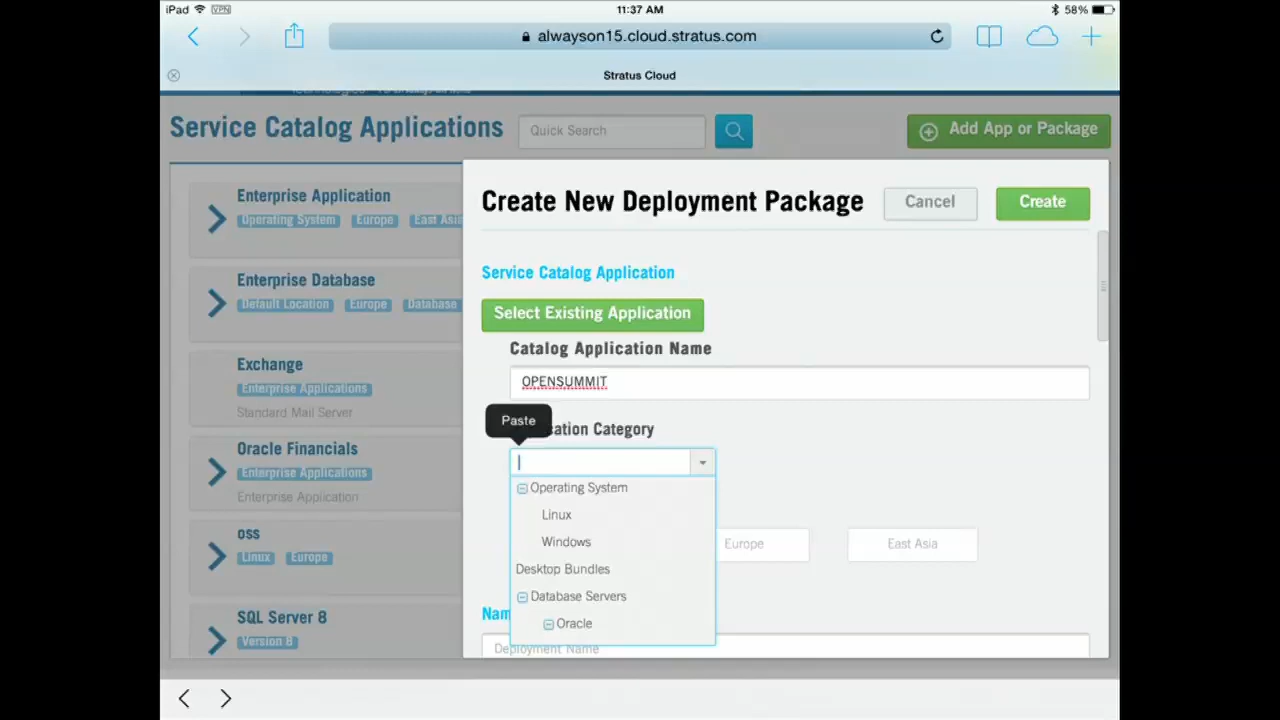 iPad VPN 11:37 AM 58%
alwayson15.cloud.stratus.com
Stratus Cloud
Service Catalog Applications Quick Search Add App or Package
Enterprise Application
Operating System Europe East Asia
Enterprise Database
Default Location Europe Database
Exchange
Enterprise Applications
Standard Mail Server
Oracle Financials
Enterprise Applications
Enterprise Application
oss
Linux Europe
SQL Server 8
Version 8
Create New Deployment Package Cancel Create
Service Catalog Application
Select Existing Application
Catalog Application Name
OPENSUMMIT
Paste
Category
Operating System
Linux
Windows
Desktop Bundles
Database Servers
Oracle
Europe East Asia
Deployment Name